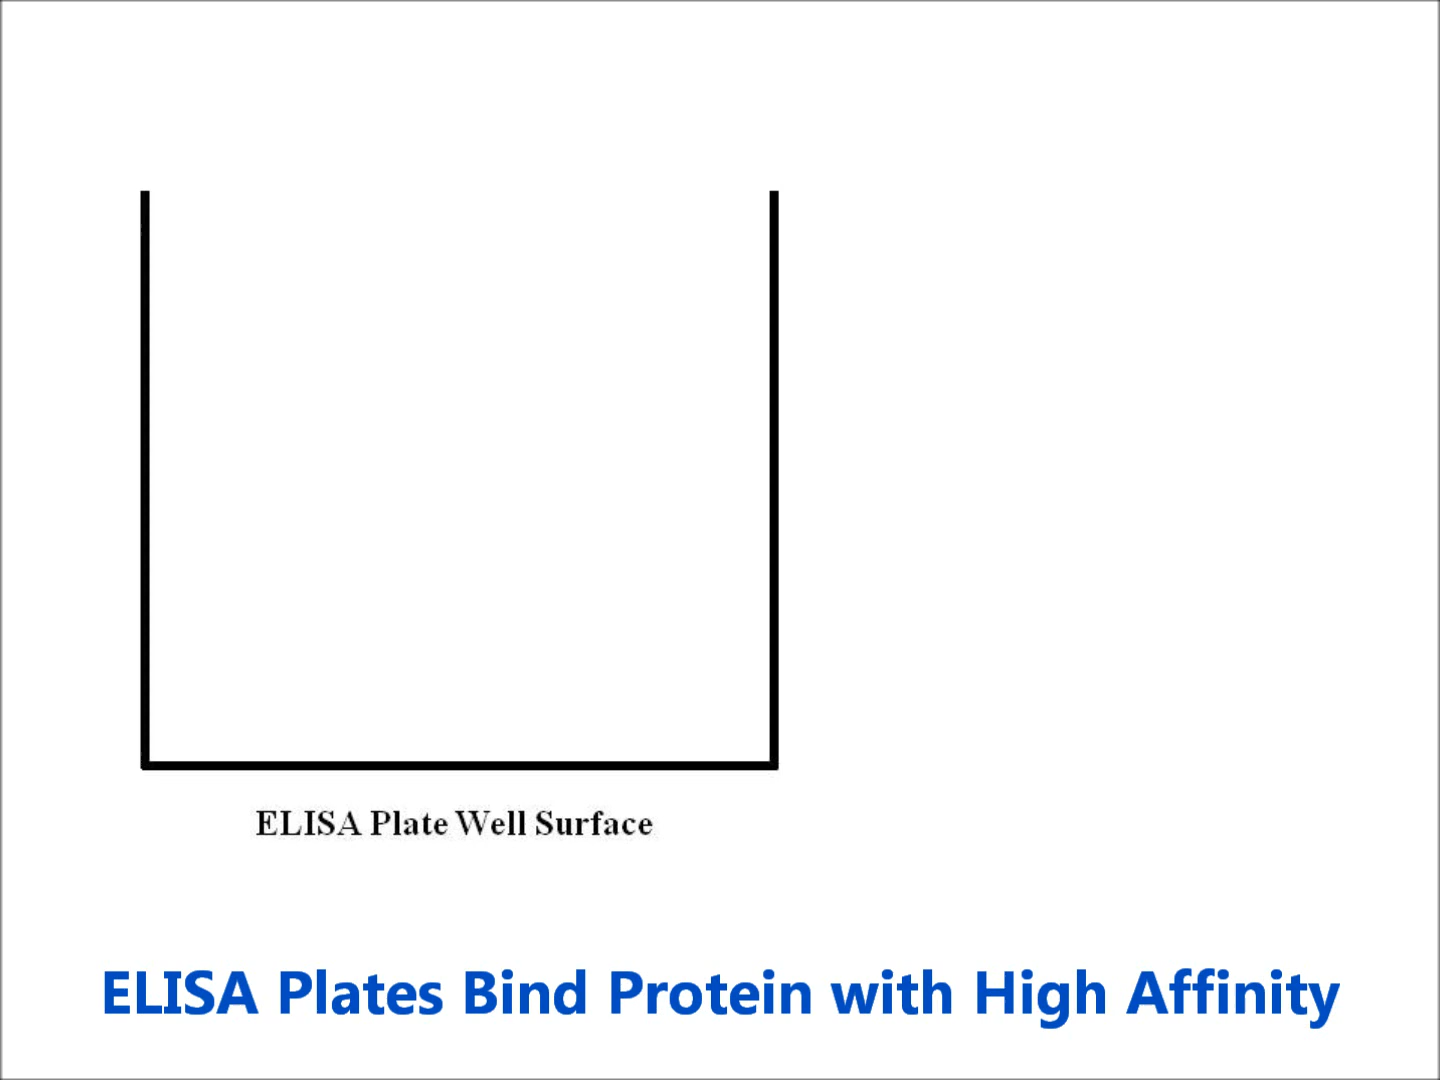 ELISA Plate Well Surface
ELISA Plates Bind Protein with High Affinity